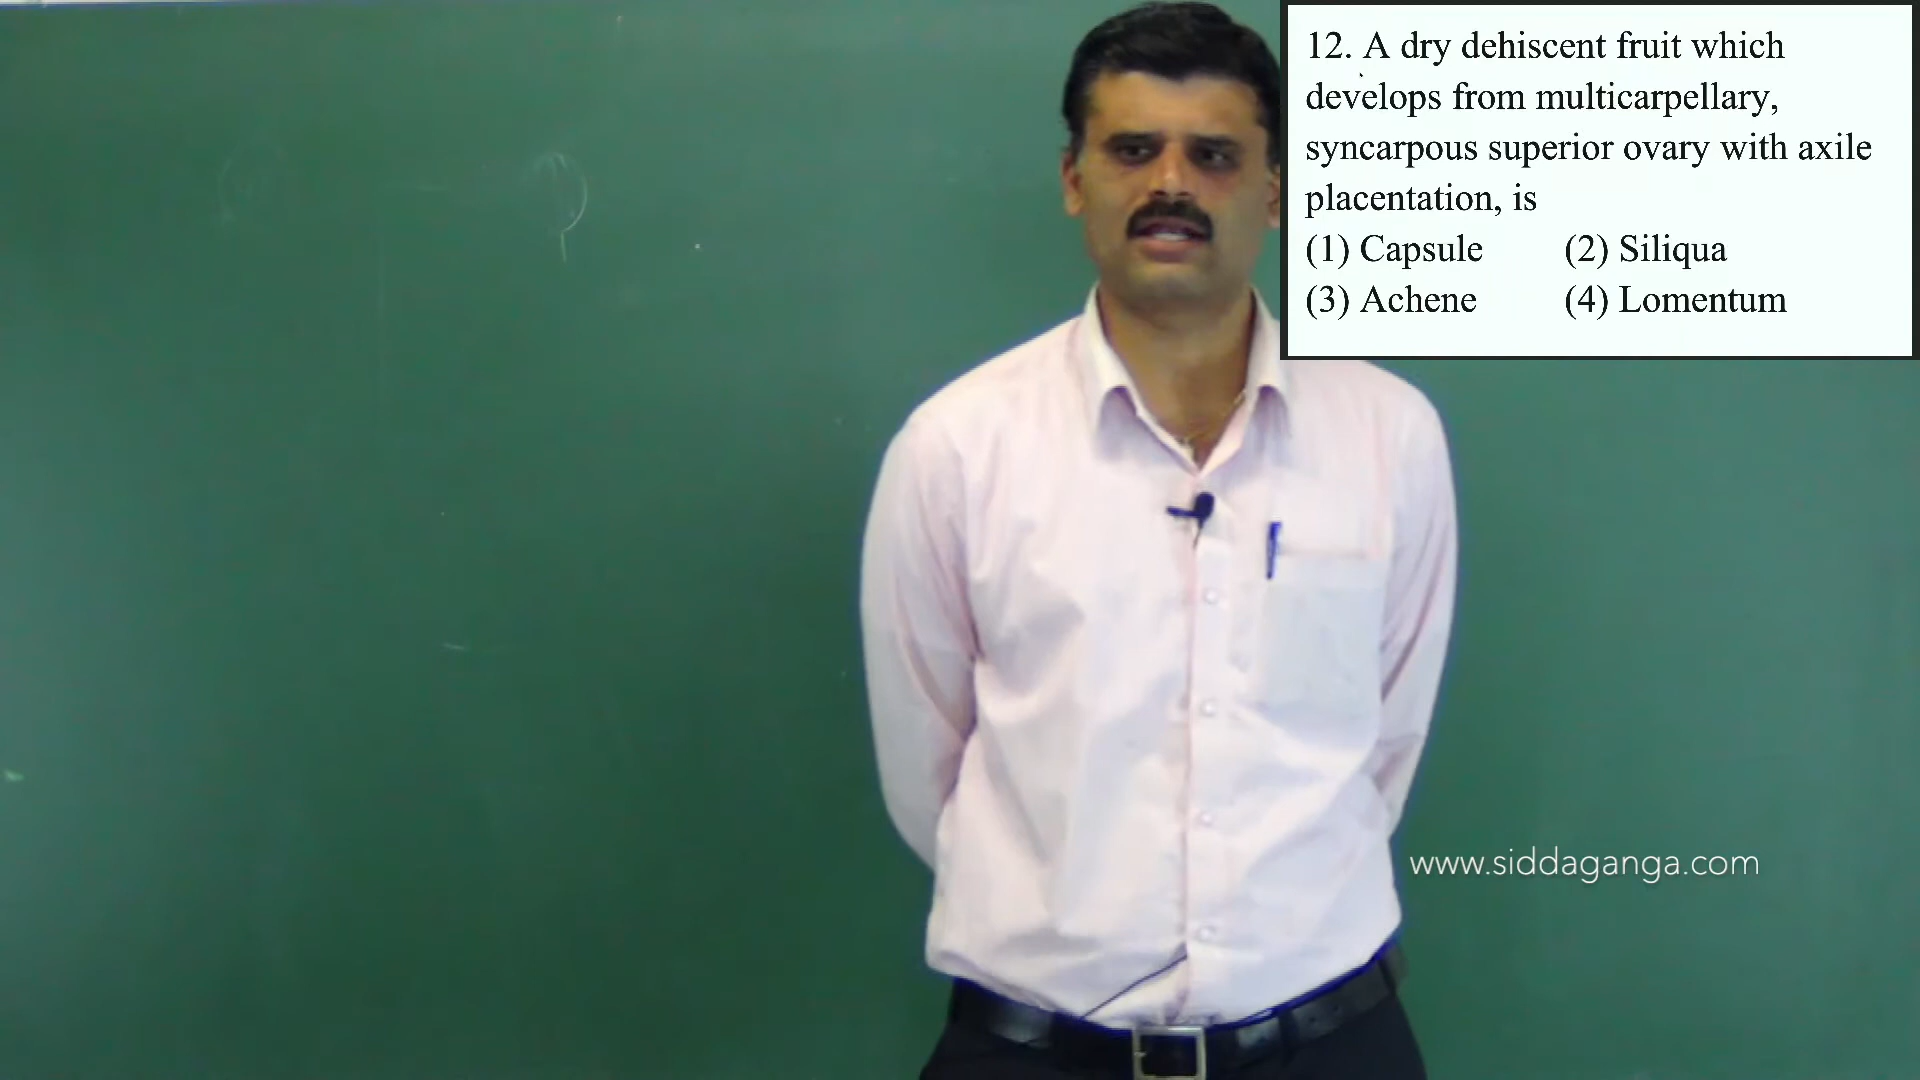 12. A dry dehiscent fruit which
develops from multicarpellary,
syncarpous superior ovary with axile
placentation, is
(1) Capsule (2) Siliqua
(3) Achene (4) Lomentum
www.siddaganga.com